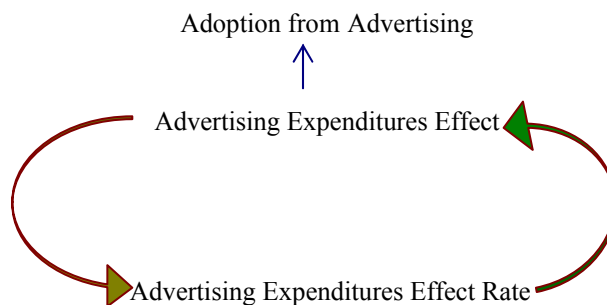 Adoption from Advertising
Advertising Expenditures Effect
Advertising Expenditures Effect Rate